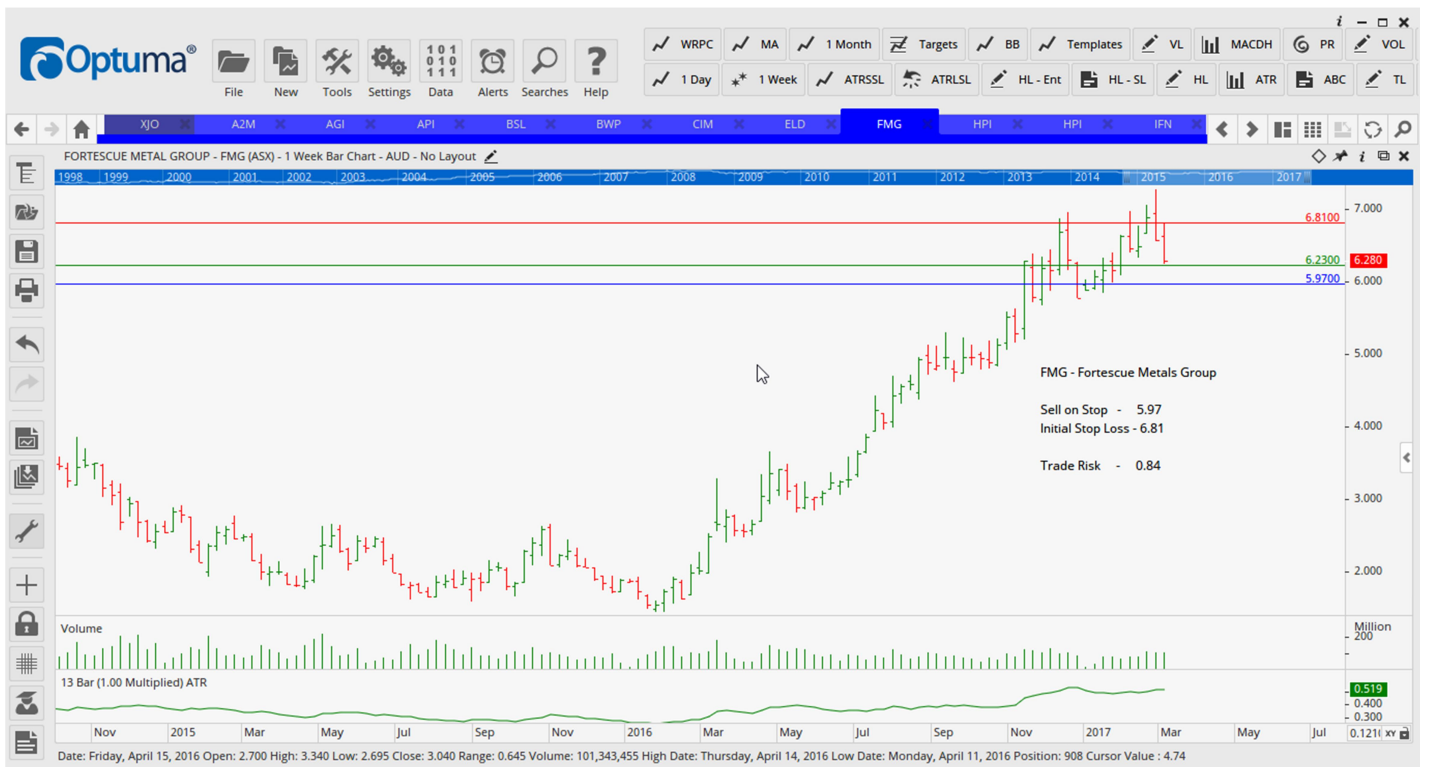 i
Optuma®
File New Tools Settings 101 010 111 Data Alerts Searches ? Help
WRPC MA 1 Month Targets BB Templates VL MACDH PR VOL
1 Day 1 Week ATRSSL ATRLSL HL - Ent HL - SL HL ATR ABC TL
XJO A2M AGI API BSL BWP CIM ELD FMG HPI HPI IFN
FORTESCUE METAL GROUP - FMG (ASX) - 1 Week Bar Chart - AUD - No Layout i
1998 1999 2000 2001 2002 2003 2004 2005 2006 2007 2008 2009 2010 2011 2012 2013 2014 2015 2016 2017
7.000
6.8100
6.2300 6.280
5.9700 6.000
5.000
FMG - Fortescue Metals Group
Sell on Stop - 5.97
Initial Stop Loss - 6.81
4.000
Trade Risk - 0.84
3.000
2.000
Volume Million
200
13 Bar (1.00 Multiplied) ATR 0.519
0.400
0.300
Nov 2015 Mar May Jul Sep Nov 2016 Mar May Jul Sep Nov 2017 Mar May Jul XY
Date: Friday, April 15, 2016 Open: 2.700 High: 3.340 Low: 2.695 Close: 3.040 Range: 0.645 Volume: 101,343,455 High Date: Thursday, April 14, 2016 Low Date: Monday, April 11, 2016 Position: 908 Cursor Value : 4.74